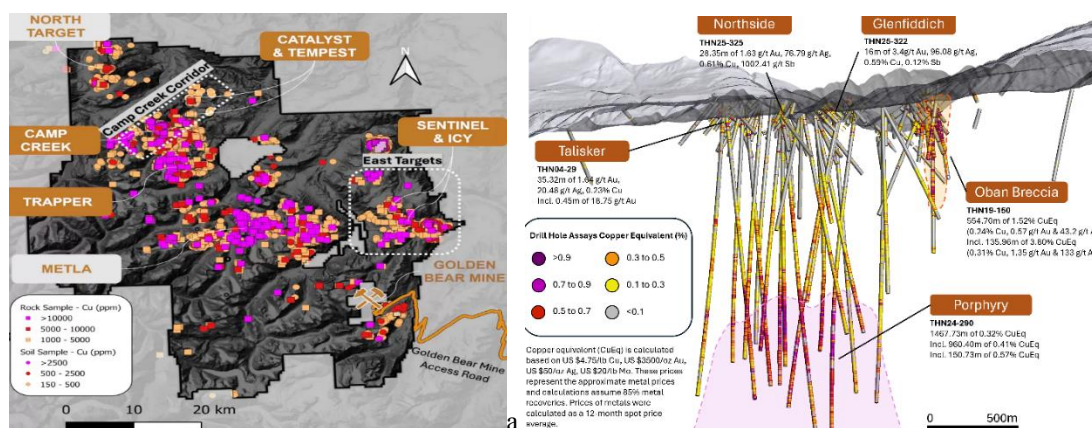 NORTH
TARGET
CATALYST
& TEMPEST
N
Camp Creek Corridor
CAMP
CREEK
SENTINEL
& ICY
East Targets
TRAPPER
METLA
GOLDEN
BEAR MINE
Golden Bear Mine
Access Road
Rock Sample - Cu (ppm)
>10000
5000 - 10000
1000 - 5000
Soil Sample - Cu (ppm)
>2500
500 - 2500
150 - 500
0 10 20 km
a
Northside
THN25-325
28.35m of 1.63 g/t Au, 76.79 g/t Ag,
0.61% Cu, 1002.41 g/t Sb
Glenfiddich
THN25-322
16m of 3.4g/t Au, 96.08 g/t Ag,
0.59% Cu, 0.12% Sb
Talisker
THN04-29
35.32m of 1.64 g/t Au,
20.48 g/t Ag, 0.23% Cu
Incl. 0.45m of 18.75 g/t Au
Oban Breccia
THN19-150
554.70m of 1.52% CuEq
(0.24% Cu, 0.57 g/t Au & 43.2 g/t
Incl. 135.96m of 3.60% CuEq
(0.31% Cu, 1.35 g/t Au & 133 g/t
Drill Hole Assays Copper Equivalent (%)
>0.9 0.3 to 0.5
0.7 to 0.9 0.1 to 0.3
0.5 to 0.7 <0.1
Porphyry
THN24-290
1467.73m of 0.32% CuEq
Incl. 960.40m of 0.41% CuEq
Incl. 150.73m of 0.57% CuEq
Copper equivalent (CuEq) is calculated
based on US $4.75/lb Cu, US $3500/oz Au,
US $50/oz Ag, US $20/lb Mo. These prices
represent the approximate metal prices
and calculations assume 85% metal
recoveries. Prices of metals were
calculated as a 12-month spot price
average.
0 500m